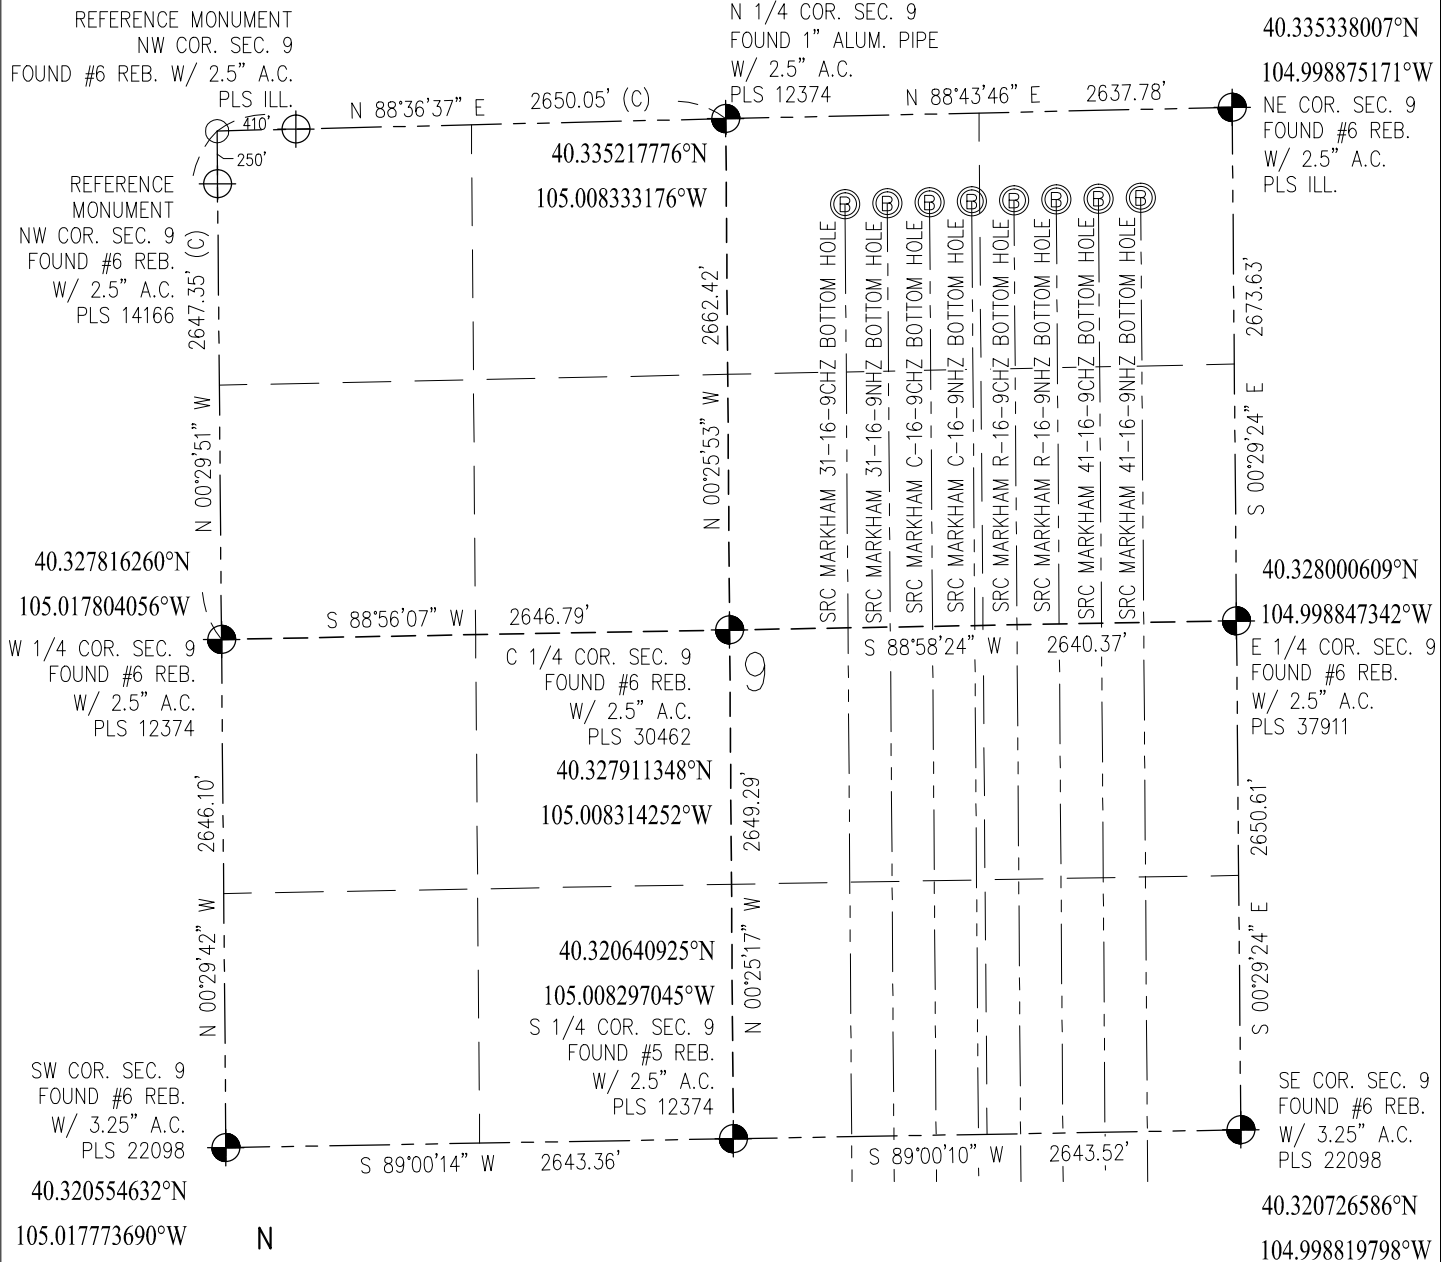 REFERENCE MONUMENT
NW COR. SEC. 9
FOUND #6 REB. W/ 2.5" A.C.
PLS ILL.
N 88°36'37" E
2650.05' (C)
N 1/4 COR. SEC. 9
FOUND 1" ALUM. PIPE
W/ 2.5" A.C.
PLS 12374
N 88°43'46" E
2637.78'
40.335338007°N
104.998875171°W
NE COR. SEC. 9
FOUND #6 REB.
W/ 2.5" A.C.
PLS ILL.
410'
250'
40.335217776°N
105.008333176°W
REFERENCE
MONUMENT
NW COR. SEC. 9
FOUND #6 REB.
W/ 2.5" A.C.
PLS 14166
2647.35' (C)
N 00°29'51" W
2662.42'
N 00°25'53" W
B
B
B
B
B
B
B
B
SRC MARKHAM 31-16-9CHZ BOTTOM HOLE
SRC MARKHAM 31-16-9NHZ BOTTOM HOLE
SRC MARKHAM C-16-9CHZ BOTTOM HOLE
SRC MARKHAM C-16-9NHZ BOTTOM HOLE
SRC MARKHAM R-16-9CHZ BOTTOM HOLE
SRC MARKHAM R-16-9NHZ BOTTOM HOLE
SRC MARKHAM 41-16-9CHZ BOTTOM HOLE
SRC MARKHAM 41-16-9NHZ BOTTOM HOLE
2673.63'
S 00°29'24" E
40.327816260°N
105.017804056°W
W 1/4 COR. SEC. 9
FOUND #6 REB.
W/ 2.5" A.C.
PLS 12374
S 88°56'07" W
2646.79'
C 1/4 COR. SEC. 9
FOUND #6 REB.
W/ 2.5" A.C.
PLS 30462
40.327911348°N
105.008314252°W
9
S 88°58'24" W
2640.37'
40.328000609°N
104.998847342°W
E 1/4 COR. SEC. 9
FOUND #6 REB.
W/ 2.5" A.C.
PLS 37911
2646.10'
N 00°29'42" W
2649.29'
N 00°25'17" W
2650.61'
S 00°29'24" E
40.320640925°N
105.008297045°W
S 1/4 COR. SEC. 9
FOUND #5 REB.
W/ 2.5" A.C.
PLS 12374
SW COR. SEC. 9
FOUND #6 REB.
W/ 3.25" A.C.
PLS 22098
40.320554632°N
105.017773690°W
S 89°00'14" W
2643.36'
S 89°00'10" W
2643.52'
SE COR. SEC. 9
FOUND #6 REB.
W/ 3.25" A.C.
PLS 22098
40.320726586°N
104.998819798°W
N